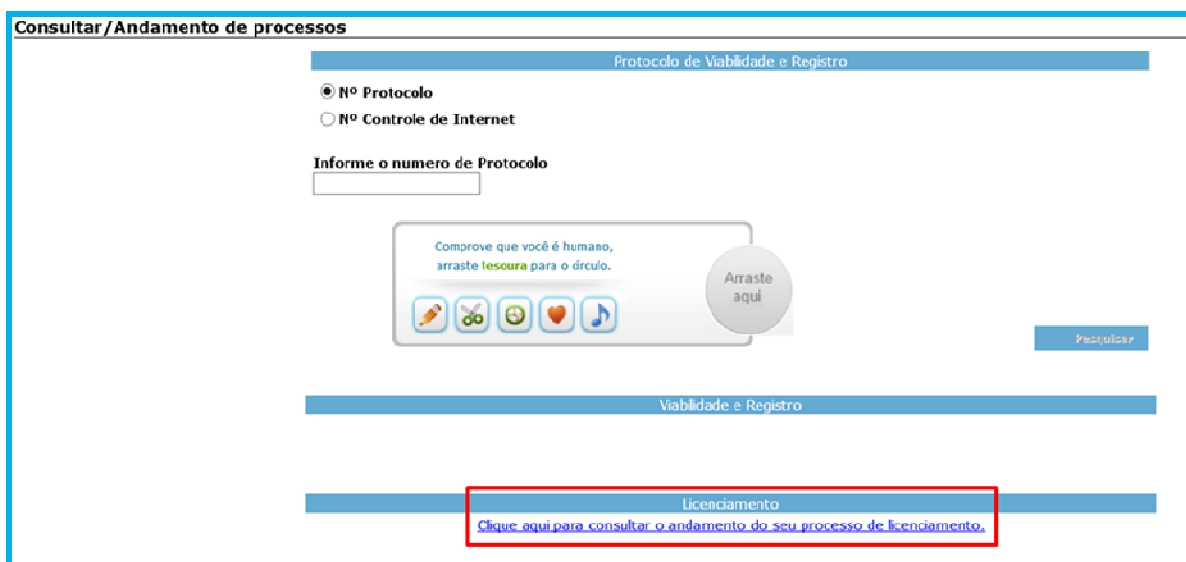 Consultar/Andamento de processos
Protocolo de Viabilidade e Registro
Nº Protocolo
Nº Controle de Internet
Informe o numero de Protocolo
Comprove que você é humano,
arraste tesoura para o círculo.
Arraste
aqui
Pesquisar
Viabilidade e Registro
Licenciamento
Clique aqui para consultar o andamento do seu processo de licenciamento.